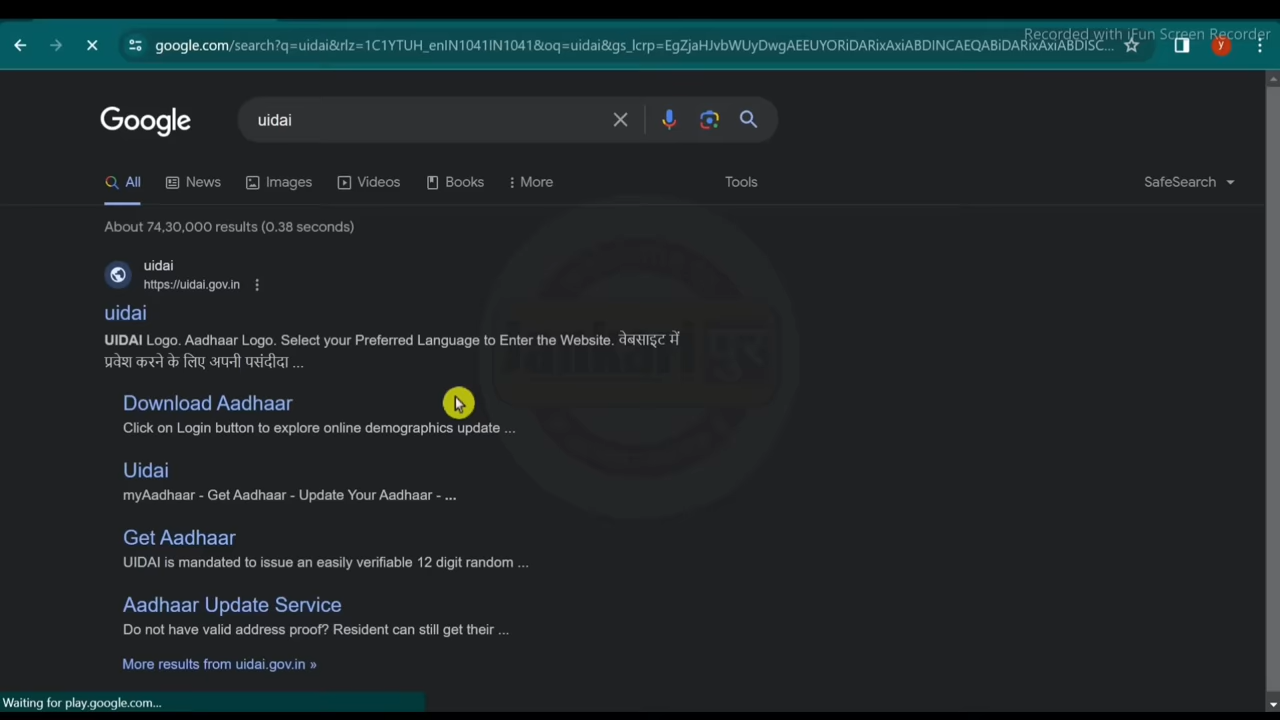 Recorded with iFun Screen Recorder
google.com/search?q=uidai&rlz=1C1YTUH_enIN1041IN1041&oq=uidai&gs_lcrp=EgZjaHJvbWUyDwgAEEUYORiDARixAxiABDINCAEQABiDARixAxiABDISC...
y
Google
uidai
All News Images Videos Books More Tools SafeSearch
About 74,30,000 results (0.38 seconds)
uidai
https://uidai.gov.in
uidai
UIDAI Logo. Aadhaar Logo. Select your Preferred Language to Enter the Website. वेबसाइट में
प्रवेश करने के लिए अपनी पसंदीदा ...
Download Aadhaar
Click on Login button to explore online demographics update ...
Uidai
myAadhaar - Get Aadhaar - Update Your Aadhaar - ...
Get Aadhaar
UIDAI is mandated to issue an easily verifiable 12 digit random ...
Aadhaar Update Service
Do not have valid address proof? Resident can still get their ...
More results from uidai.gov.in »
Jankari पुर
Waiting for play.google.com...